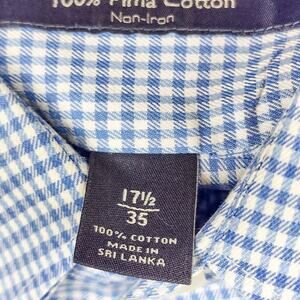 100% Pima Cotton
Non-Iron
17½
35
100% COTTON
MADE IN
SRI LANKA